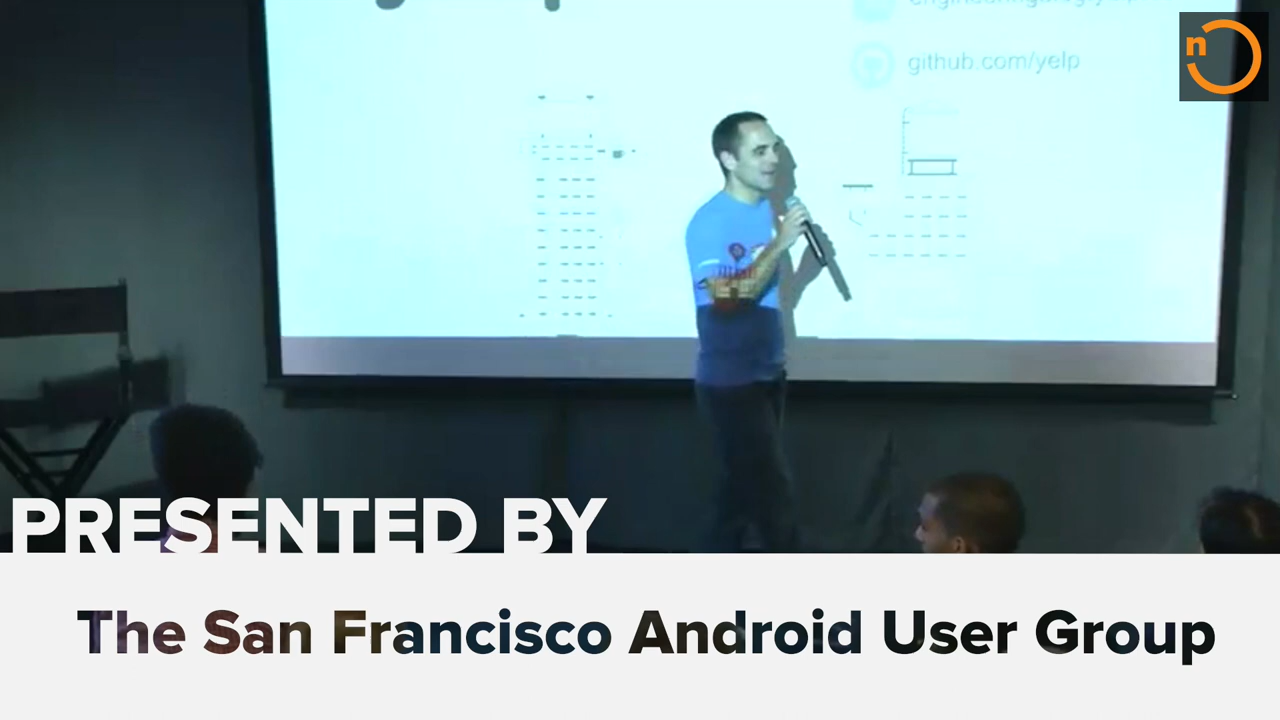 github.com/yelp
n
PRESENTED BY
The San Francisco Android User Group